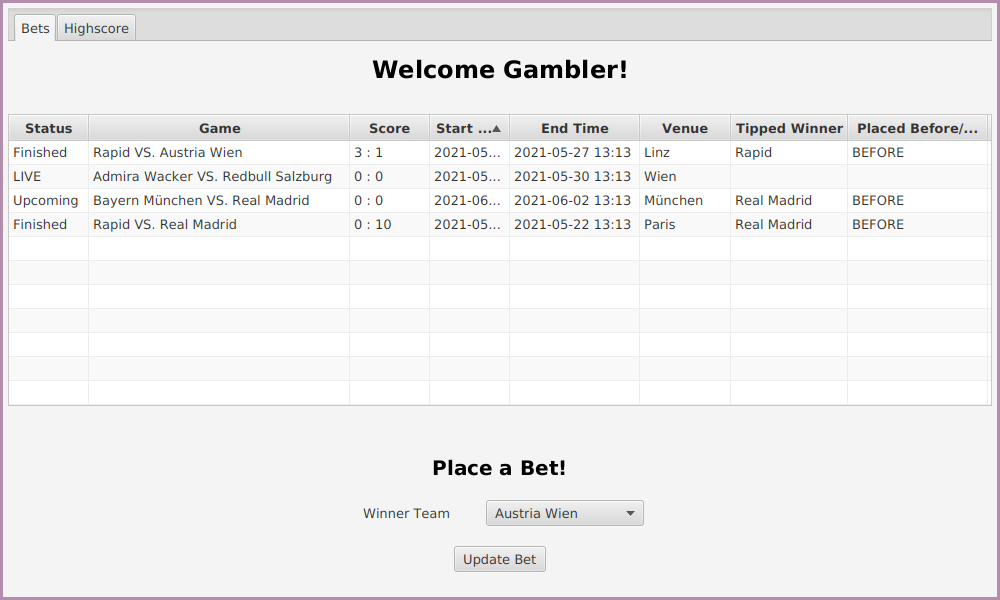 Bets Highscore
Welcome Gambler!
Status Game Score Start ... End Time Venue Tipped Winner Placed Before/...
Finished Rapid VS. Austria Wien 3 : 1 2021-05... 2021-05-27 13:13 Linz Rapid BEFORE
LIVE Admira Wacker VS. Redbull Salzburg 0 : 0 2021-05... 2021-05-30 13:13 Wien
Upcoming Bayern München VS. Real Madrid 0 : 0 2021-06... 2021-06-02 13:13 München Real Madrid BEFORE
Finished Rapid VS. Real Madrid 0 : 10 2021-05... 2021-05-22 13:13 Paris Real Madrid BEFORE
Place a Bet!
Winner Team Austria Wien
Update Bet